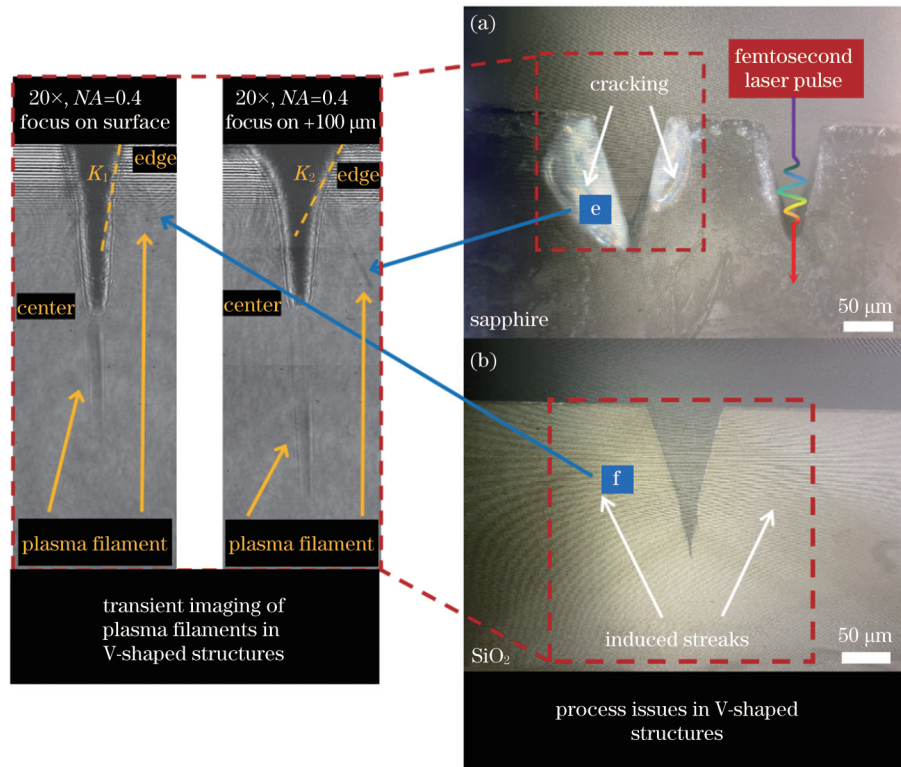 20×, NA=0.4
focus on surface
K1
edge
center
20×, NA=0.4
focus on +100 μm
K2
edge
center
plasma filament
plasma filament
transient imaging of
plasma filaments in
V-shaped structures
(a)
cracking
femtosecond
laser pulse
e
sapphire
50 μm
(b)
f
induced streaks
SiO₂
50 μm
process issues in V-shaped
structures